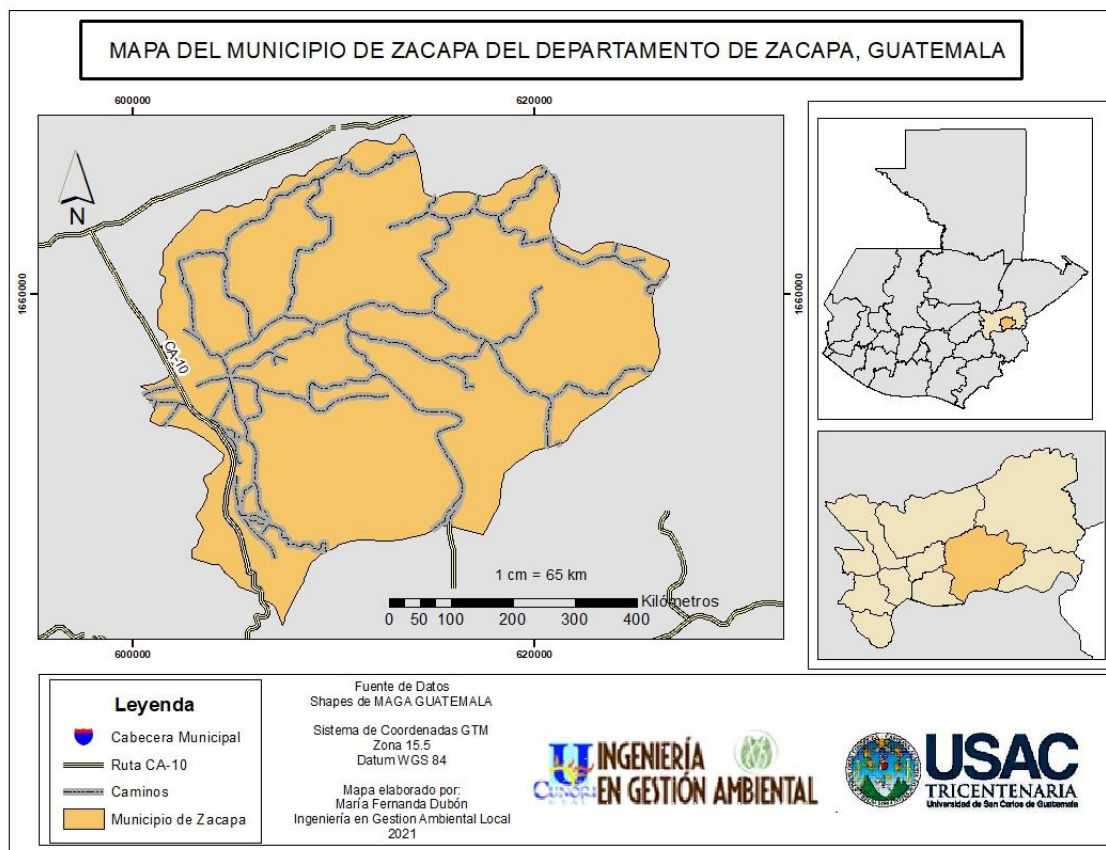 MAPA DEL MUNICIPIO DE ZACAPA DEL DEPARTAMENTO DE ZACAPA, GUATEMALA
600000
620000
N
1660000
1660000
CA-10
1 cm = 65 km
Kilómetros
0 50 100 200 300 400
600000
620000
Leyenda
Cabecera Municipal
Ruta CA-10
Caminos
Municipio de Zacapa
Fuente de Datos
Shapes de MAGA GUATEMALA
Sistema de Coordenadas GTM
Zona 15.5
Datum WGS 84
Mapa elaborado por:
María Fernanda Dubón
Ingeniería en Gestion Ambiental Local
2021
U
CUNORI
USAC
INGENIERÍA
EN GESTIÓN AMBIENTAL
USAC
TRICENTENARIA
Universidad de San Carlos de Guatemala